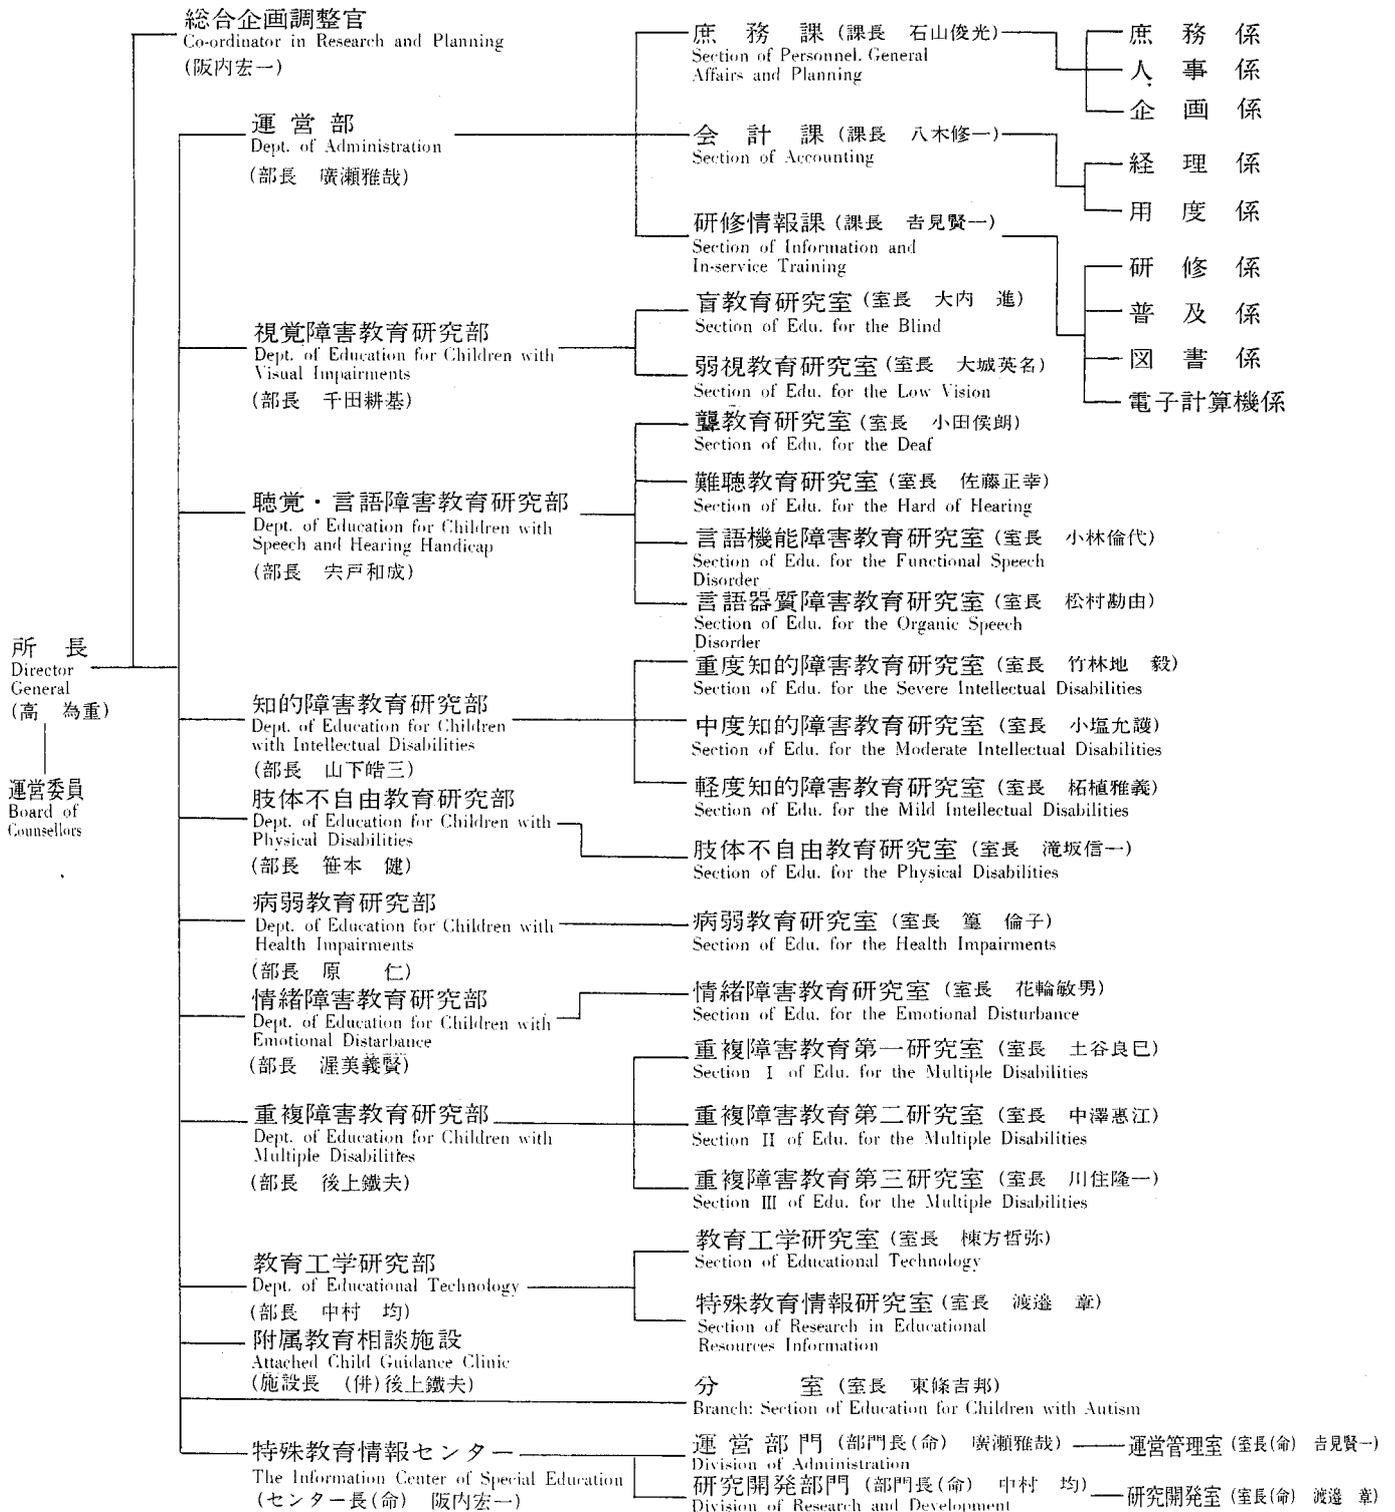 総合企画調整官
Co-ordinator in Research and Planning
(阪内宏一)
運営部
Dept. of Administration
(部長 廣瀬雅哉)
庶務課 (課長 石山俊光)
Section of Personnel. General
Affairs and Planning
庶務係
人事係
企画係
会計課 (課長 八木修一)
Section of Accounting
経理係
用度係
研修情報課 (課長 𠮷見賢一)
Section of Information and
In-service Training
研修係
普及係
図書係
電子計算機係
視覚障害教育研究部
Dept. of Education for Children with
Visual Impairments
(部長 千田耕基)
盲教育研究室 (室長 大内 進)
Section of Edu. for the Blind
弱視教育研究室 (室長 大城英名)
Section of Edu. for the Low Vision
聴覚・言語障害教育研究部
Dept. of Education for Children with
Speech and Hearing Handicap
(部長 宍戸和成)
聾教育研究室 (室長 小田侯朗)
Section of Edu. for the Deaf
難聴教育研究室 (室長 佐藤正幸)
Section of Edu. for the Hard of Hearing
言語機能障害教育研究室 (室長 小林倫代)
Section of Edu. for the Functional Speech
Disorder
言語器質障害教育研究室 (室長 松村勘由)
Section of Edu. for the Organic Speech
Disorder
所長
Director
General
(高 為重)
運営委員
Board of
Counsellors
知的障害教育研究部
Dept. of Education for Children
with Intellectual Disabilities
(部長 山下皓三)
重度知的障害教育研究室 (室長 竹林地 毅)
Section of Edu. for the Severe Intellectual Disabilities
中度知的障害教育研究室 (室長 小塩允護)
Section of Edu. for the Moderate Intellectual Disabilities
軽度知的障害教育研究室 (室長 柘植雅義)
Section of Edu. for the Mild Intellectual Disabilities
肢体不自由教育研究部
Dept. of Education for Children with
Physical Disabilities
(部長 笹本 健)
肢体不自由教育研究室 (室長 滝坂信一)
Section of Edu. for the Physical Disabilities
病弱教育研究部
Dept. of Education for Children with
Health Impairments
(部長 原 仁)
病弱教育研究室 (室長 篁 倫子)
Section of Edu. for the Health Impairments
情緒障害教育研究部
Dept. of Education for Children with
Emotional Distarbance
(部長 渥美義賢)
情緒障害教育研究室 (室長 花輪敏男)
Section of Edu. for the Emotional Disturbance
重複障害教育研究部
Dept. of Education for Children with
Multiple Disabilities
(部長 後上鐵夫)
重複障害教育第一研究室 (室長 土谷良巳)
Section I of Edu. for the Multiple Disabilities
重複障害教育第二研究室 (室長 中澤惠江)
Section II of Edu. for the Multiple Disabilities
重複障害教育第三研究室 (室長 川住隆一)
Section III of Edu. for the Multiple Disabilities
教育工学研究部
Dept. of Educational Technology
(部長 中村 均)
教育工学研究室 (室長 棟方哲弥)
Section of Educational Technology
特殊教育情報研究室 (室長 渡邉 章)
Section of Research in Educational
Resources Information
附属教育相談施設
Attached Child Guidance Clinic
(施設長 (併)後上鐵夫)
分室 (室長 東條吉邦)
Branch: Section of Education for Children with Autism
特殊教育情報センター
The Information Center of Special Education
(センター長(命) 阪内宏一)
運営部門 (部門長(命) 廣瀬雅哉)
Division of Administration
運営管理室 (室長(命) 𠮷見賢一)
研究開発部門 (部門長(命) 中村 均)
Division of Research and Development
研究開発室 (室長(命) 渡邉 章)